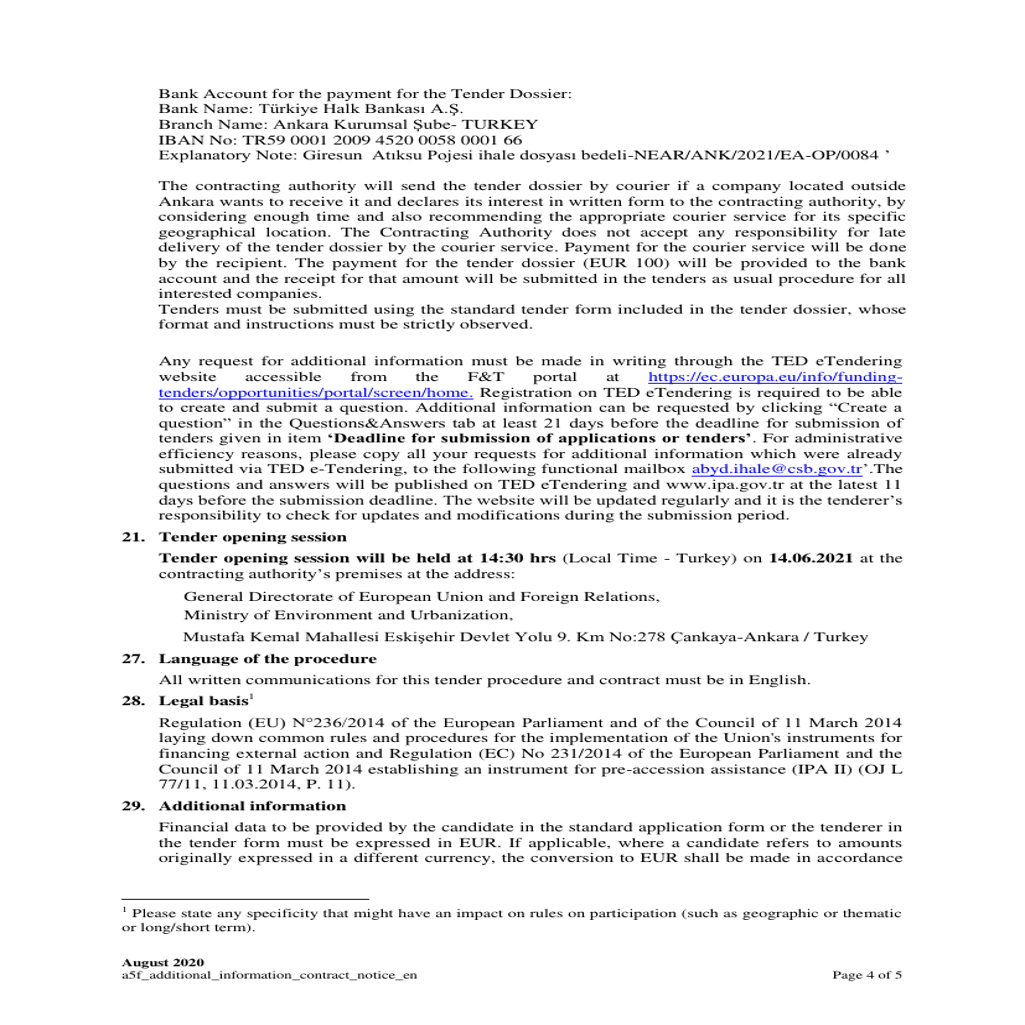 Bank Account for the payment for the Tender Dossier:
Bank Name: Türkiye Halk Bankası A.Ş.
Branch Name: Ankara Kurumsal Şube- TURKEY
IBAN No: TR59 0001 2009 4520 0058 0001 66
Explanatory Note: Giresun  Atıksu Pojesi ihale dosyası bedeli-NEAR/ANK/2021/EA-OP/0084 ’
The contracting authority will send the tender dossier by courier if a company located outside
Ankara wants to receive it and declares its interest in written form to the contracting authority, by
considering enough time and also recommending the appropriate courier service for its specific
geographical location. The Contracting Authority does not accept any responsibility for late
delivery of the tender dossier by the courier service. Payment for the courier service will be done
by the recipient. The payment for the tender dossier (EUR 100) will be provided to the bank
account and the receipt for that amount will be submitted in the tenders as usual procedure for all
interested companies.
Tenders must be submitted using the standard tender form included in the tender dossier, whose
format and instructions must be strictly observed.
Any request for additional information must be made in writing through the TED eTendering
website accessible from the F&T portal at https://ec.europa.eu/info/funding-
tenders/opportunities/portal/screen/home. Registration on TED eTendering is required to be able
to create and submit a question. Additional information can be requested by clicking “Create a
question” in the Questions&Answers tab at least 21 days before the deadline for submission of
tenders given in item ‘Deadline for submission of applications or tenders’. For administrative
efficiency reasons, please copy all your requests for additional information which were already
submitted via TED e-Tendering, to the following functional mailbox abyd.ihale@csb.gov.tr’.The
questions and answers will be published on TED eTendering and www.ipa.gov.tr at the latest 11
days before the submission deadline. The website will be updated regularly and it is the tenderer’s
responsibility to check for updates and modifications during the submission period.
21. Tender opening session
Tender opening session will be held at 14:30 hrs (Local Time - Turkey) on 14.06.2021 at the
contracting authority’s premises at the address:
General Directorate of European Union and Foreign Relations,
Ministry of Environment and Urbanization,
Mustafa Kemal Mahallesi Eskişehir Devlet Yolu 9. Km No:278 Çankaya-Ankara / Turkey
27. Language of the procedure
All written communications for this tender procedure and contract must be in English.
28. Legal basis1
Regulation (EU) N°236/2014 of the European Parliament and of the Council of 11 March 2014
laying down common rules and procedures for the implementation of the Union's instruments for
financing external action and Regulation (EC) No 231/2014 of the European Parliament and the
Council of 11 March 2014 establishing an instrument for pre-accession assistance (IPA II) (OJ L
77/11, 11.03.2014, P. 11).
29. Additional information
Financial data to be provided by the candidate in the standard application form or the tenderer in
the tender form must be expressed in EUR. If applicable, where a candidate refers to amounts
originally expressed in a different currency, the conversion to EUR shall be made in accordance
1 Please state any specificity that might have an impact on rules on participation (such as geographic or thematic
or long/short term).
August 2020
a5f_additional_information_contract_notice_en Page 4 of 5